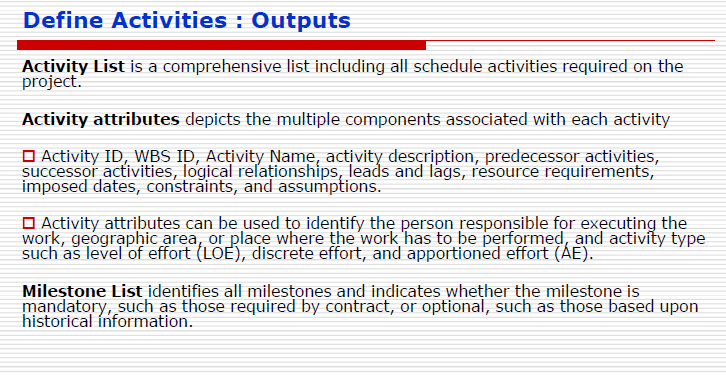 Define Activities : Outputs
Activity List is a comprehensive list including all schedule activities required on the
project.
Activity attributes depicts the multiple components associated with each activity
Activity ID, WBS ID, Activity Name, activity description, predecessor activities,
successor activities, logical relationships, leads and lags, resource requirements,
imposed dates, constraints, and assumptions.
Activity attributes can be used to identify the person responsible for executing the
work, geographic area, or place where the work has to be performed, and activity type
such as level of effort (LOE), discrete effort, and apportioned effort (AE).
Milestone List identifies all milestones and indicates whether the milestone is
mandatory, such as those required by contract, or optional, such as those based upon
historical information.